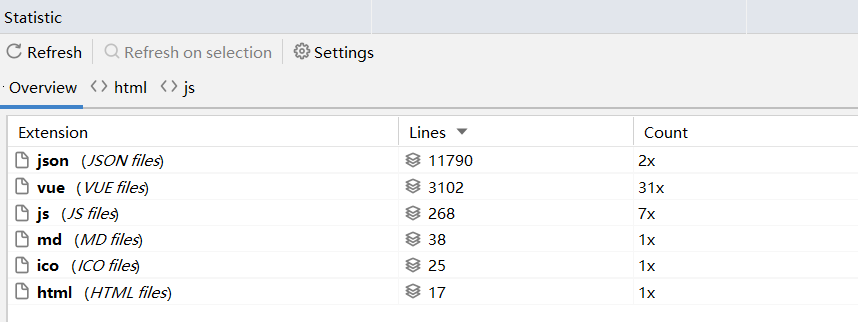 Statistic
Refresh Refresh on selection Settings
Overview html js
Extension Lines Count
json (JSON files) 11790 2x
vue (VUE files) 3102 31x
js (JS files) 268 7x
md (MD files) 38 1x
ico (ICO files) 25 1x
html (HTML files) 17 1x